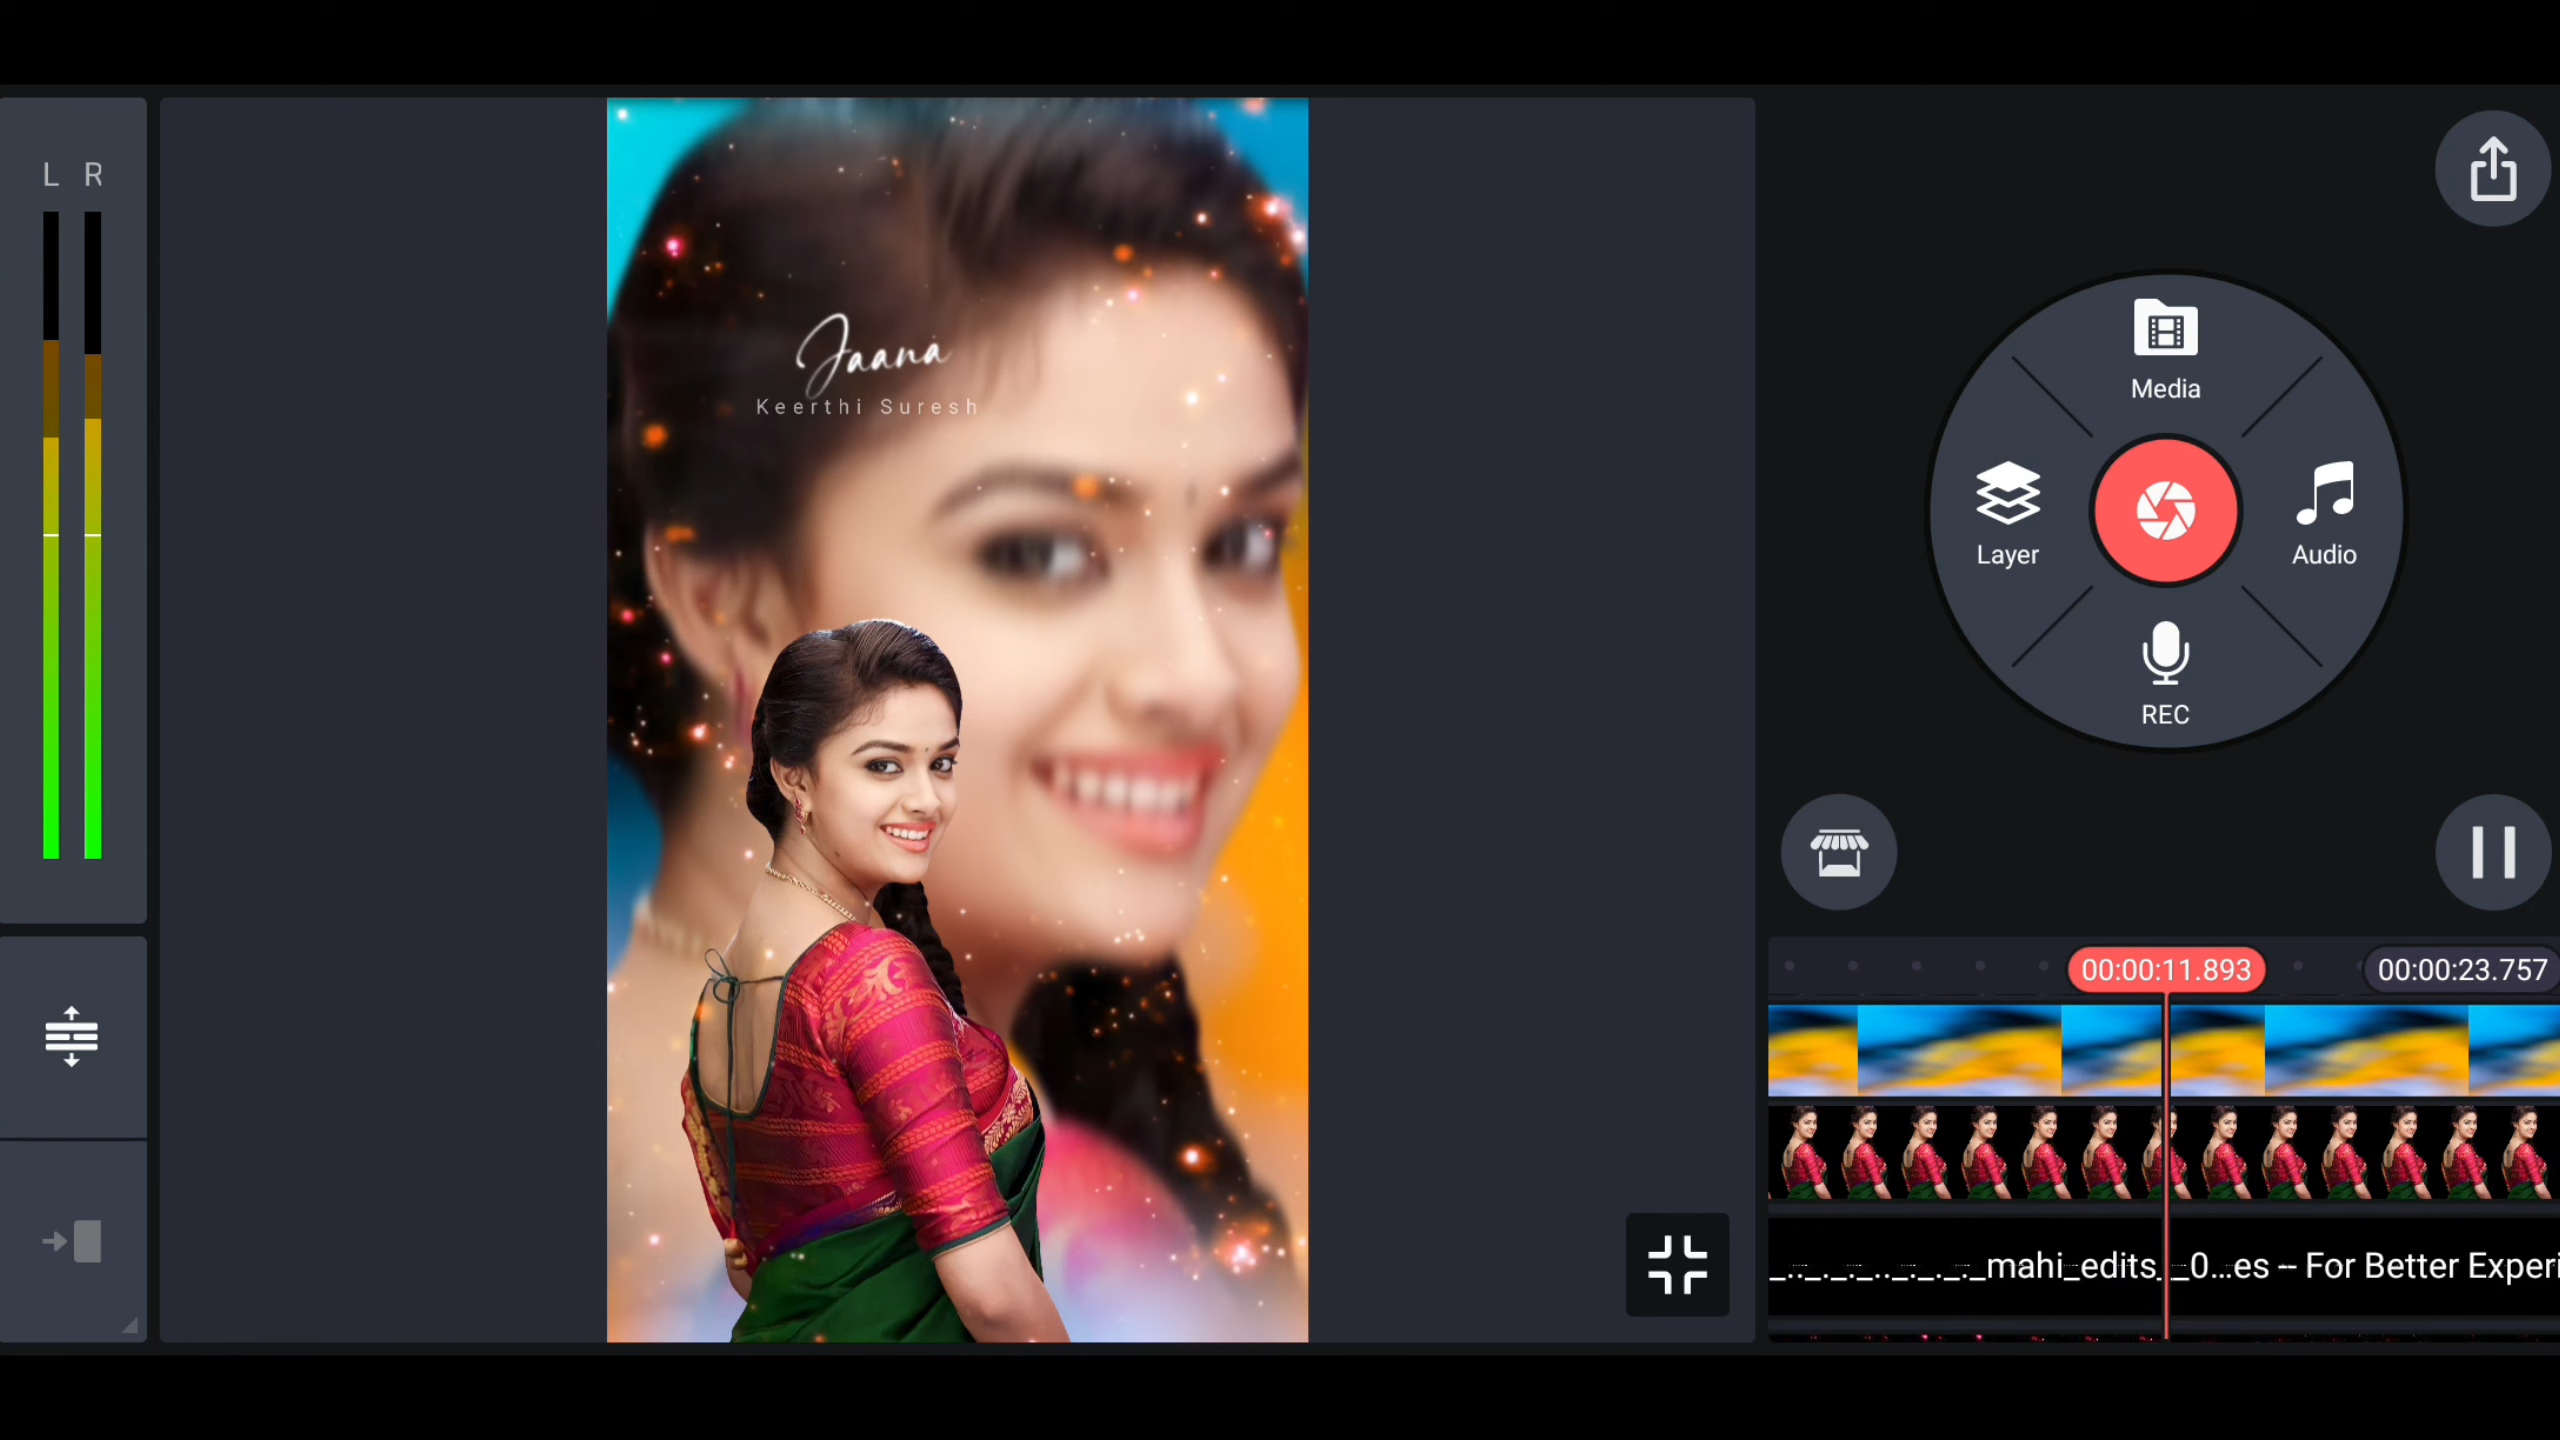 L R
Jaana
Keerthi Suresh
Media
Layer
Audio
REC
00:00:11.893
00:00:23.757
_.._._._.._._._._mahi_edits__0...es -- For Better Experi